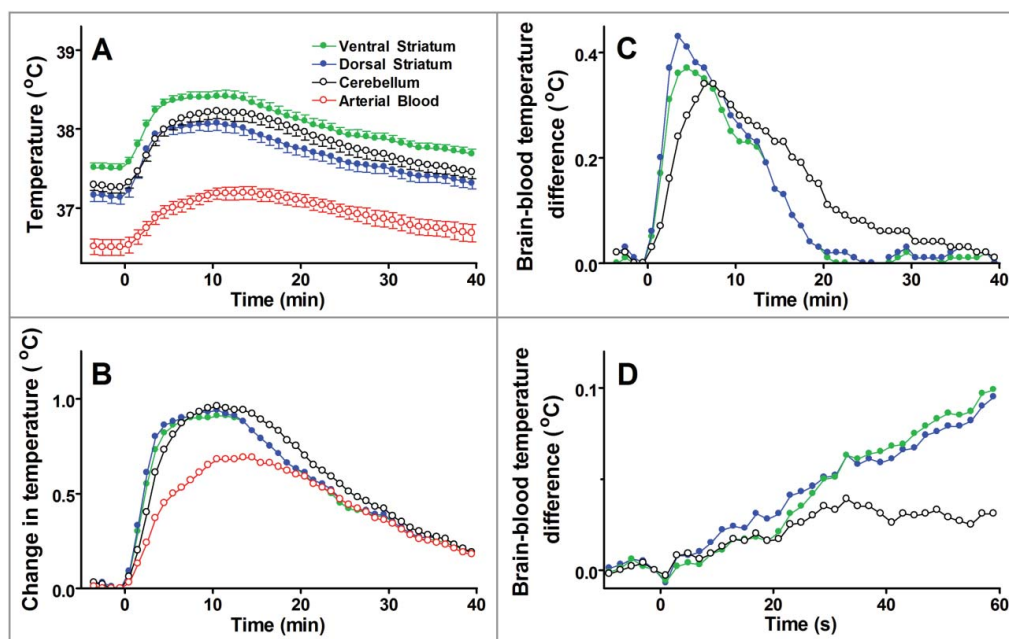 A
Temperature (°C)
39
38
37
0
10
20
30
40
Time (min)
Ventral Striatum
Dorsal Striatum
Cerebellum
Arterial Blood
C
Brain-blood temperature
difference (°C)
0.4
0.2
0.0
0
10
20
30
40
Time (min)
B
Change in temperature (°C)
1.0
0.5
0.0
0
10
20
30
40
Time (min)
D
Brain-blood temperature
difference (°C)
0.1
0
20
40
60
Time (s)